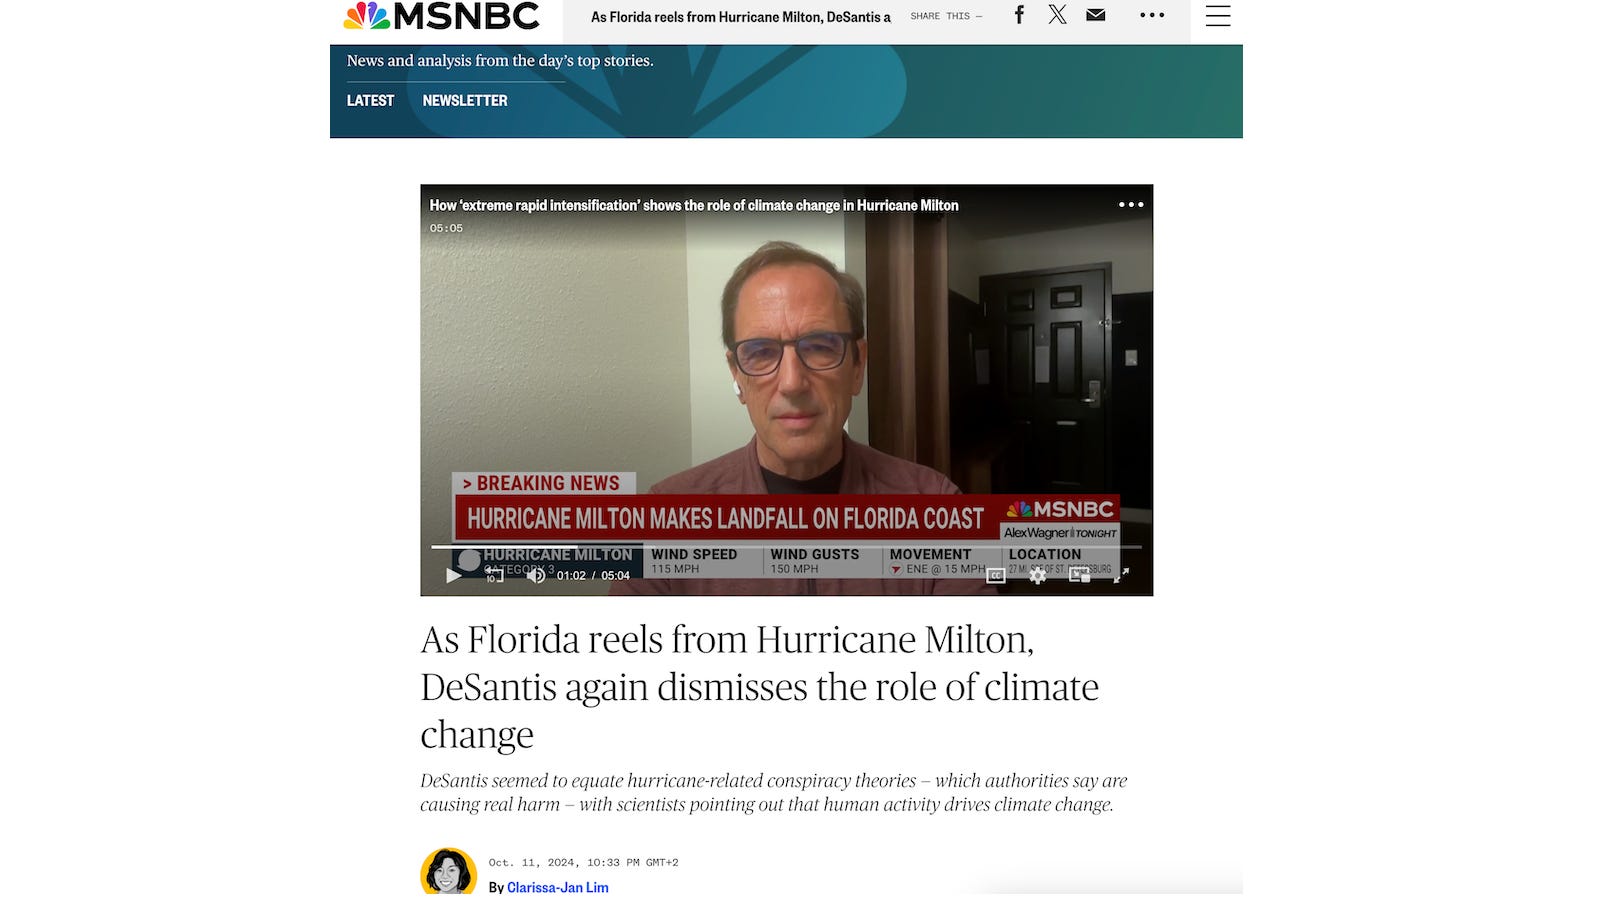 MSNBC
As Florida reels from Hurricane Milton, DeSantis a
SHARE THIS –
News and analysis from the day’s top stories.
LATEST NEWSLETTER
How ‘extreme rapid intensification’ shows the role of climate change in Hurricane Milton
05:05
> BREAKING NEWS
HURRICANE MILTON MAKES LANDFALL ON FLORIDA COAST
MSNBC
AlexWagner TONIGHT
HURRICANE MILTON WIND SPEED WIND GUSTS MOVEMENT LOCATION
CATEGORY 3 115 MPH 150 MPH ENE @ 15 MPH 27 MI. SSE OF ST. PETERSBURG
10 01:02 / 05:04 CC
As Florida reels from Hurricane Milton,
DeSantis again dismisses the role of climate
change
DeSantis seemed to equate hurricane-related conspiracy theories – which authorities say are
causing real harm – with scientists pointing out that human activity drives climate change.
Oct. 11, 2024, 10:33 PM GMT+2
By Clarissa-Jan Lim